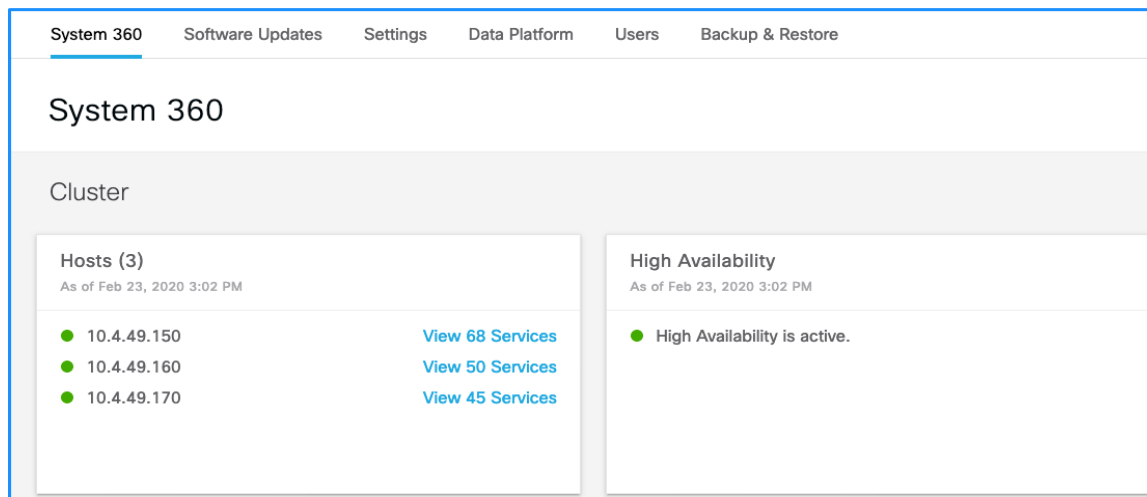 System 360 Software Updates Settings Data Platform Users Backup & Restore
System 360
Cluster
Hosts (3)
As of Feb 23, 2020 3:02 PM
10.4.49.150 View 68 Services
10.4.49.160 View 50 Services
10.4.49.170 View 45 Services
High Availability
As of Feb 23, 2020 3:02 PM
High Availability is active.